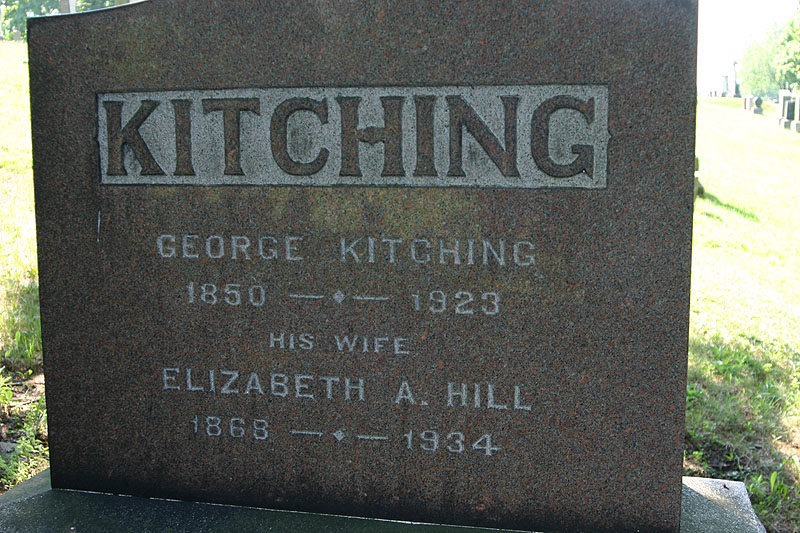 KITCHING
GEORGE KITCHING
1850 — 1923
HIS WIFE
ELIZABETH A. HILL
1868 — 1934